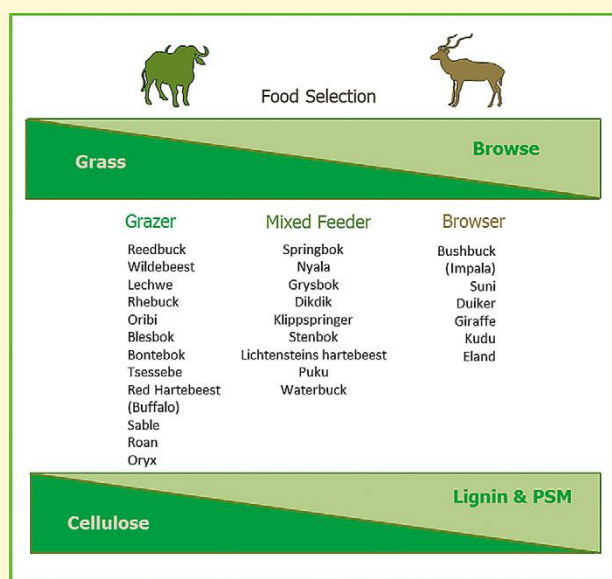 Food Selection
Grass
Browse
Grazer
Reedbuck
Wildebeest
Lechwe
Rhebuck
Oribi
Blesbok
Bontebok
Tsessebe
Red Hartebeest
(Buffalo)
Sable
Roan
Oryx
Mixed Feeder
Springbok
Nyala
Grysbok
Dikdik
Klippspringer
Stenbok
Lichtensteins hartebeest
Puku
Waterbuck
Browser
Bushbuck
(Impala)
Suni
Duiker
Giraffe
Kudu
Eland
Lignin & PSM
Cellulose